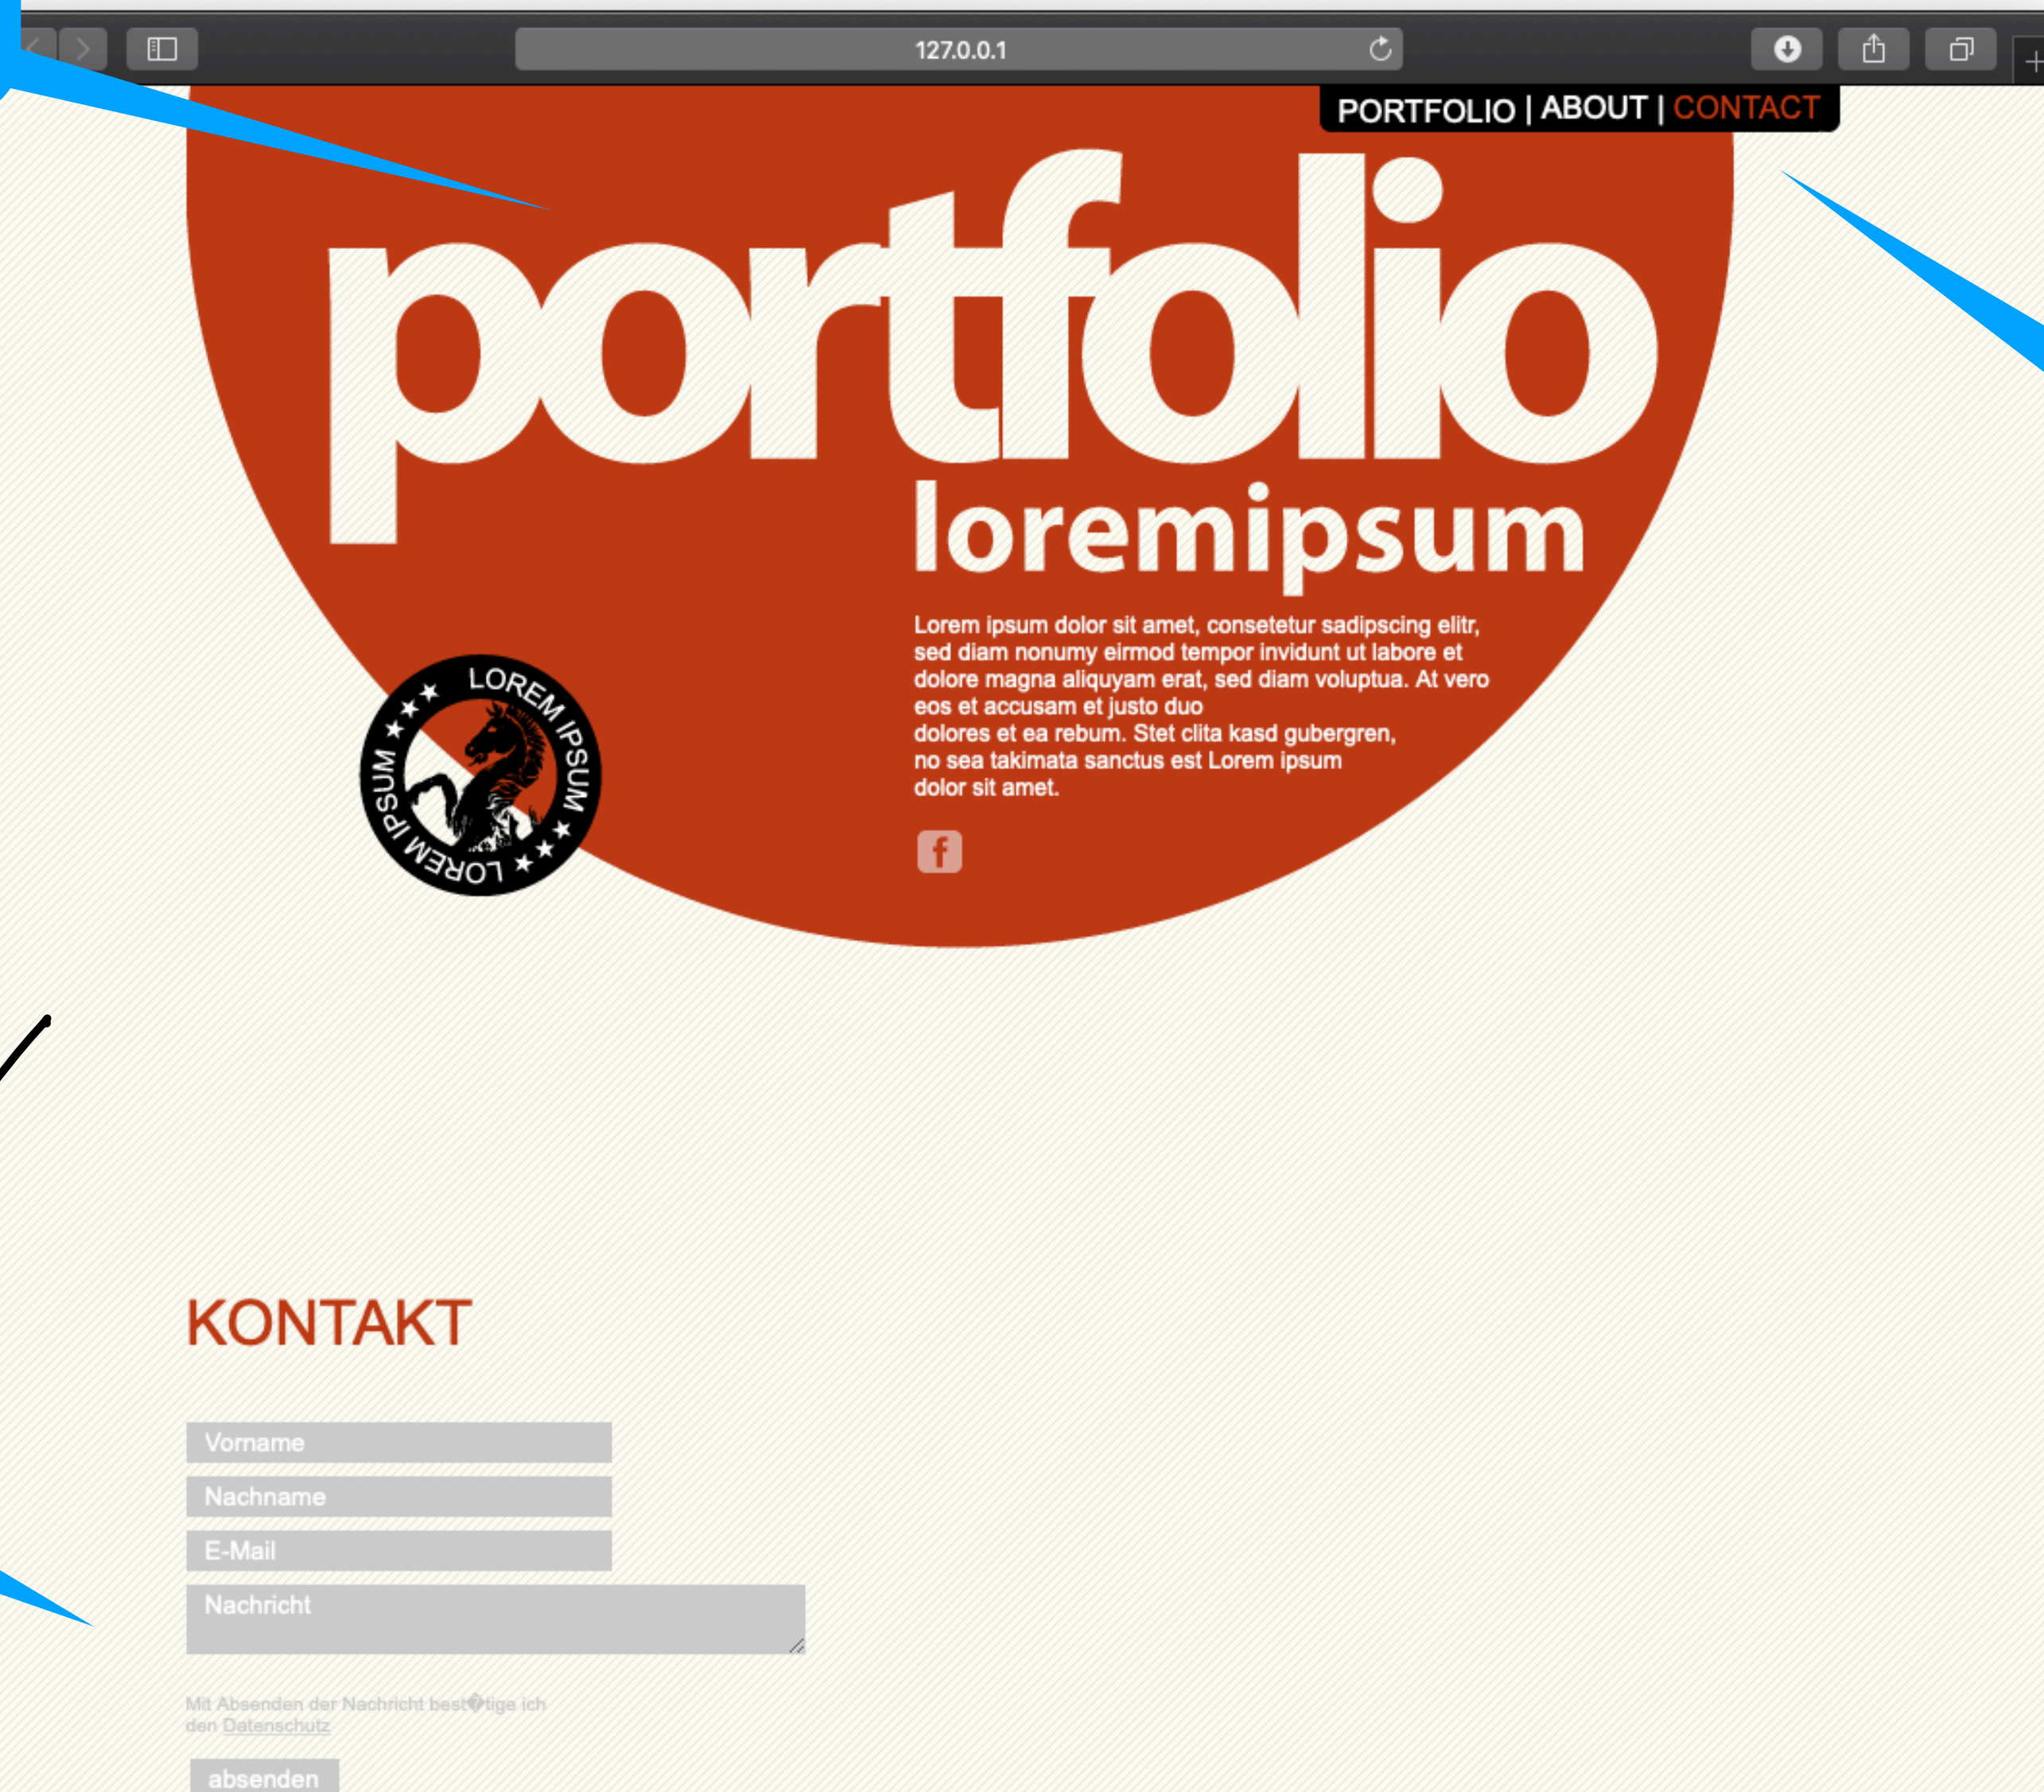 127.0.0.1
PORTFOLIO | ABOUT | CONTACT
portfolio
loremipsum
Lorem ipsum dolor sit amet, consetetur sadipscing elitr,
sed diam nonumy eirmod tempor invidunt ut labore et
dolore magna aliquyam erat, sed diam voluptua. At vero
eos et accusam et justo duo
dolores et ea rebum. Stet clita kasd gubergren,
no sea takimata sanctus est Lorem ipsum
dolor sit amet.
LOREM IPSUM ★★★ LOREM IPSUM ★★★★
f
KONTAKT
Vorname
Nachname
E-Mail
Nachricht
Mit Absenden der Nachricht best�tige ich
den Datenschutz
absenden